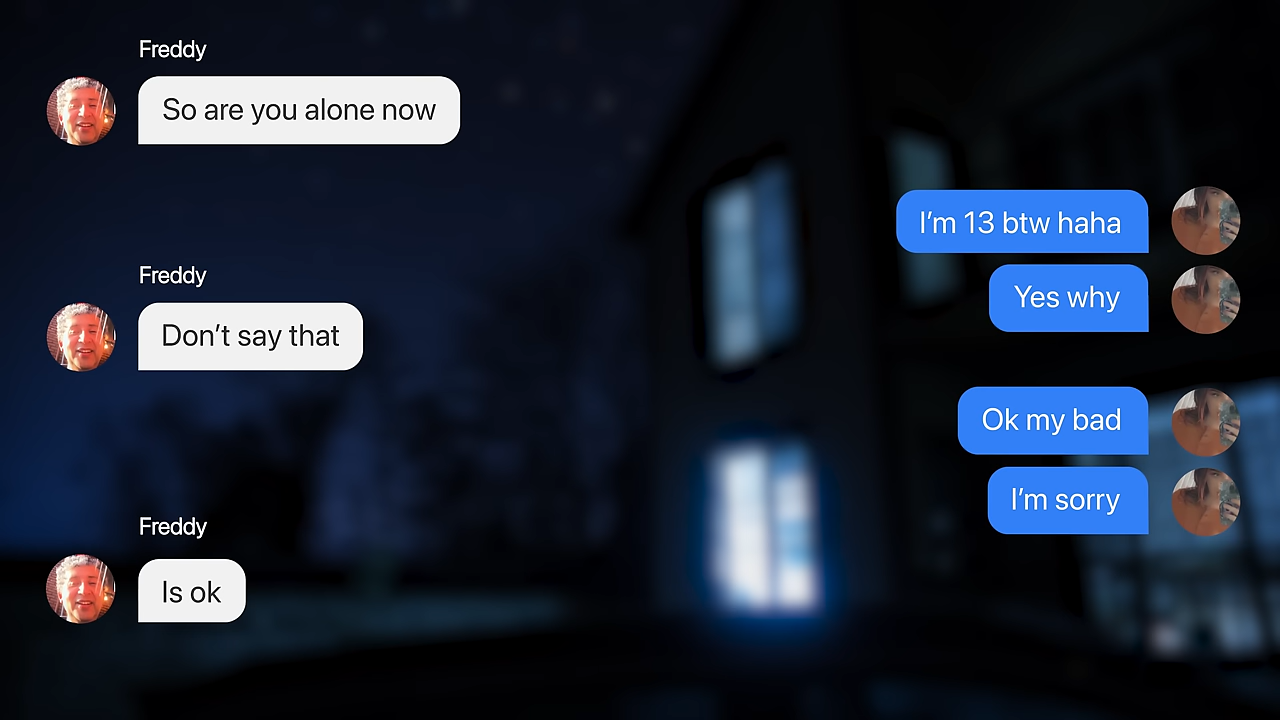 Freddy
So are you alone now
I'm 13 btw haha
Yes why
Freddy
Don't say that
Ok my bad
I'm sorry
Freddy
Is ok